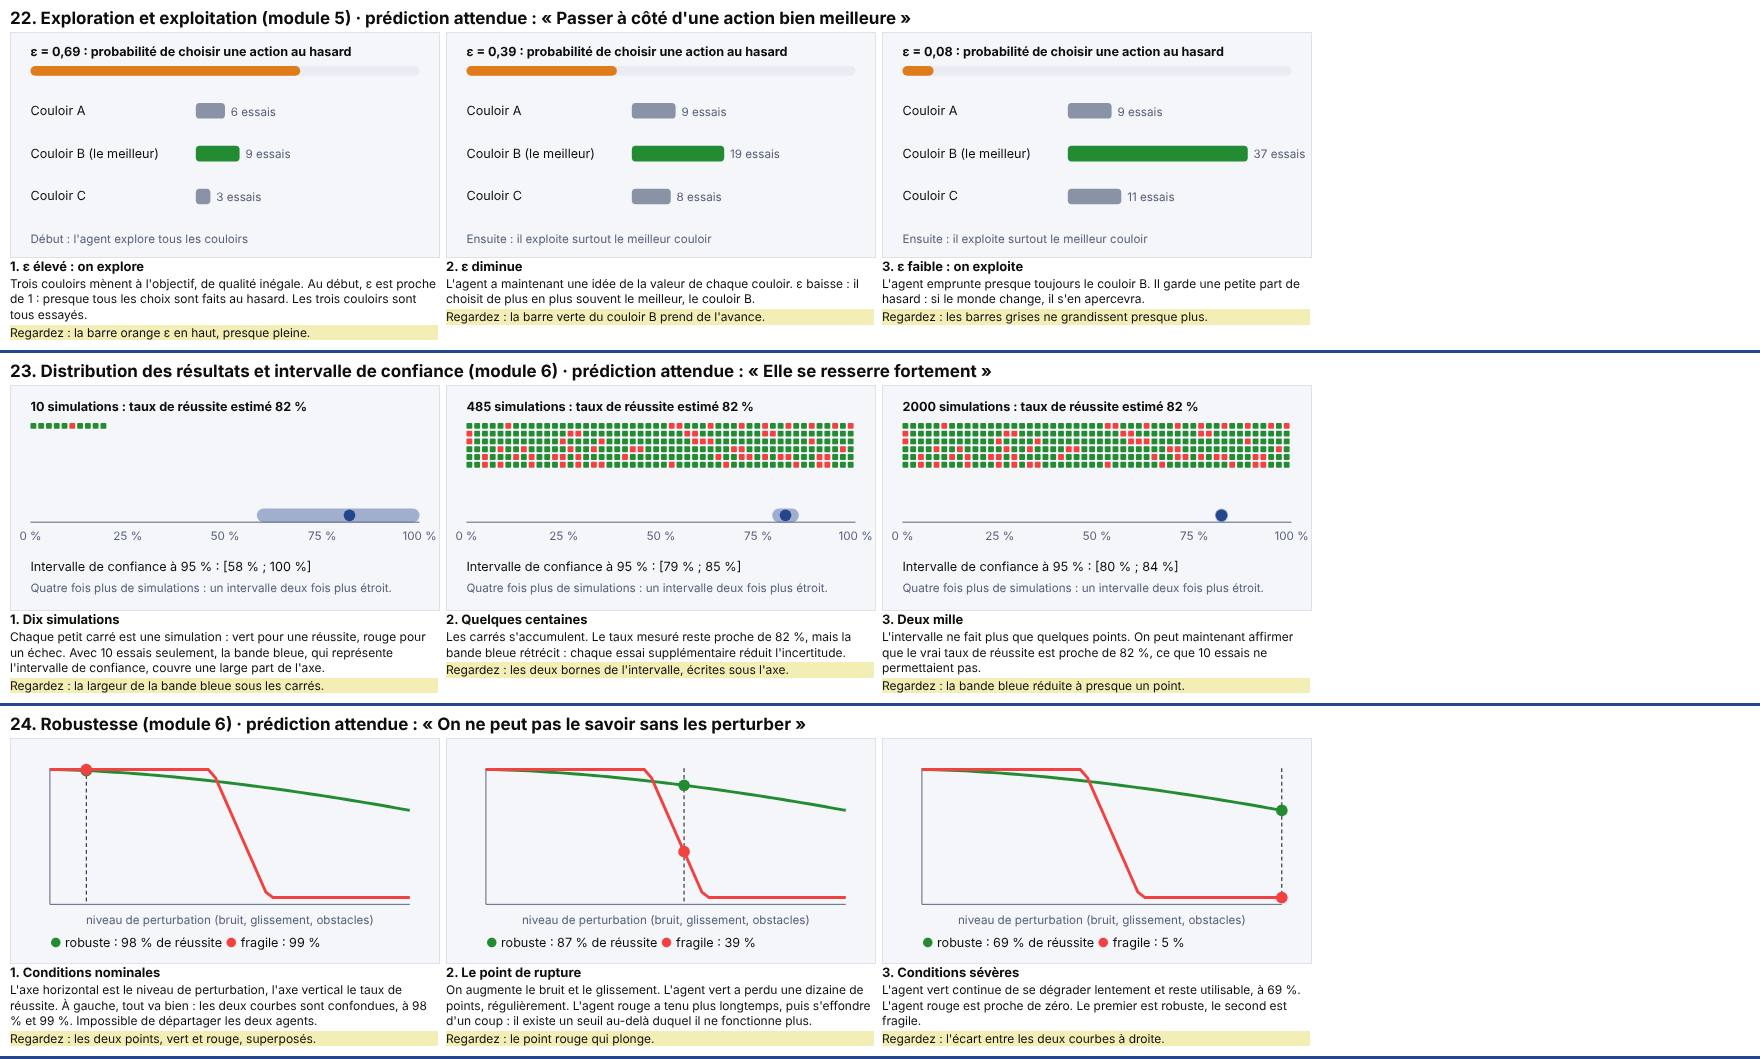 22. Exploration et exploitation (module 5) · prédiction attendue : « Passer à côté d'une action bien meilleure »
ε = 0,69 : probabilité de choisir une action au hasard
Couloir A
6 essais
Couloir B (le meilleur)
9 essais
Couloir C
3 essais
Début : l'agent explore tous les couloirs
1. ε élevé : on explore
Trois couloirs mènent à l'objectif, de qualité inégale. Au début, ε est proche
de 1 : presque tous les choix sont faits au hasard. Les trois couloirs sont
tous essayés.
Regardez : la barre orange ε en haut, presque pleine.
ε = 0,39 : probabilité de choisir une action au hasard
Couloir A
9 essais
Couloir B (le meilleur)
19 essais
Couloir C
8 essais
Ensuite : il exploite surtout le meilleur couloir
2. ε diminue
L'agent a maintenant une idée de la valeur de chaque couloir. ε baisse : il
choisit de plus en plus souvent le meilleur, le couloir B.
Regardez : la barre verte du couloir B prend de l'avance.
ε = 0,08 : probabilité de choisir une action au hasard
Couloir A
9 essais
Couloir B (le meilleur)
37 essais
Couloir C
11 essais
Ensuite : il exploite surtout le meilleur couloir
3. ε faible : on exploite
L'agent emprunte presque toujours le couloir B. Il garde une petite part de
hasard : si le monde change, il s'en apercevra.
Regardez : les barres grises ne grandissent presque plus.
23. Distribution des résultats et intervalle de confiance (module 6) · prédiction attendue : « Elle se resserre fortement »
10 simulations : taux de réussite estimé 82 %
0 % 25 % 50 % 75 % 100 %
Intervalle de confiance à 95 % : [58 % ; 100 %]
Quatre fois plus de simulations : un intervalle deux fois plus étroit.
1. Dix simulations
Chaque petit carré est une simulation : vert pour une réussite, rouge pour
un échec. Avec 10 essais seulement, la bande bleue, qui représente
l'intervalle de confiance, couvre une large part de l'axe.
Regardez : la largeur de la bande bleue sous les carrés.
485 simulations : taux de réussite estimé 82 %
0 % 25 % 50 % 75 % 100 %
Intervalle de confiance à 95 % : [79 % ; 85 %]
Quatre fois plus de simulations : un intervalle deux fois plus étroit.
2. Quelques centaines
Les carrés s'accumulent. Le taux mesuré reste proche de 82 %, mais la
bande bleue rétrécit : chaque essai supplémentaire réduit l'incertitude.
Regardez : les deux bornes de l'intervalle, écrites sous l'axe.
2000 simulations : taux de réussite estimé 82 %
0 % 25 % 50 % 75 % 100 %
Intervalle de confiance à 95 % : [80 % ; 84 %]
Quatre fois plus de simulations : un intervalle deux fois plus étroit.
3. Deux mille
L'intervalle ne fait plus que quelques points. On peut maintenant affirmer
que le vrai taux de réussite est proche de 82 %, ce que 10 essais ne
permettaient pas.
Regardez : la bande bleue réduite à presque un point.
24. Robustesse (module 6) · prédiction attendue : « On ne peut pas le savoir sans les perturber »
niveau de perturbation (bruit, glissement, obstacles)
robuste : 98 % de réussite fragile : 99 %
1. Conditions nominales
L'axe horizontal est le niveau de perturbation, l'axe vertical le taux de
réussite. À gauche, tout va bien : les deux courbes sont confondues, à 98
% et 99 %. Impossible de départager les deux agents.
Regardez : les deux points, vert et rouge, superposés.
niveau de perturbation (bruit, glissement, obstacles)
robuste : 87 % de réussite fragile : 39 %
2. Le point de rupture
On augmente le bruit et le glissement. L'agent vert a perdu une dizaine de
points, régulièrement. L'agent rouge a tenu plus longtemps, puis s'effondre
d'un coup : il existe un seuil au-delà duquel il ne fonctionne plus.
Regardez : le point rouge qui plonge.
niveau de perturbation (bruit, glissement, obstacles)
robuste : 69 % de réussite fragile : 5 %
3. Conditions sévères
L'agent vert continue de se dégrader lentement et reste utilisable, à 69 %.
L'agent rouge est proche de zéro. Le premier est robuste, le second est
fragile.
Regardez : l'écart entre les deux courbes à droite.